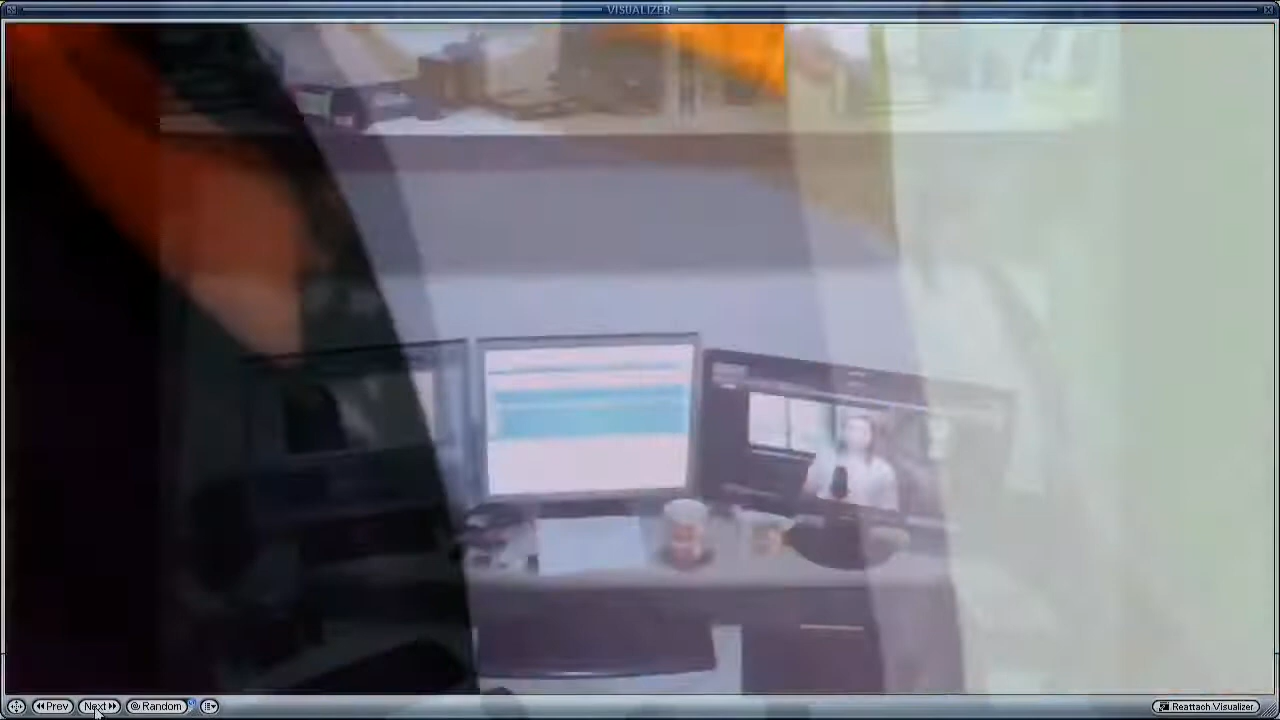 VISUALIZER
Prev
Next
Random
Reattach Visualizer